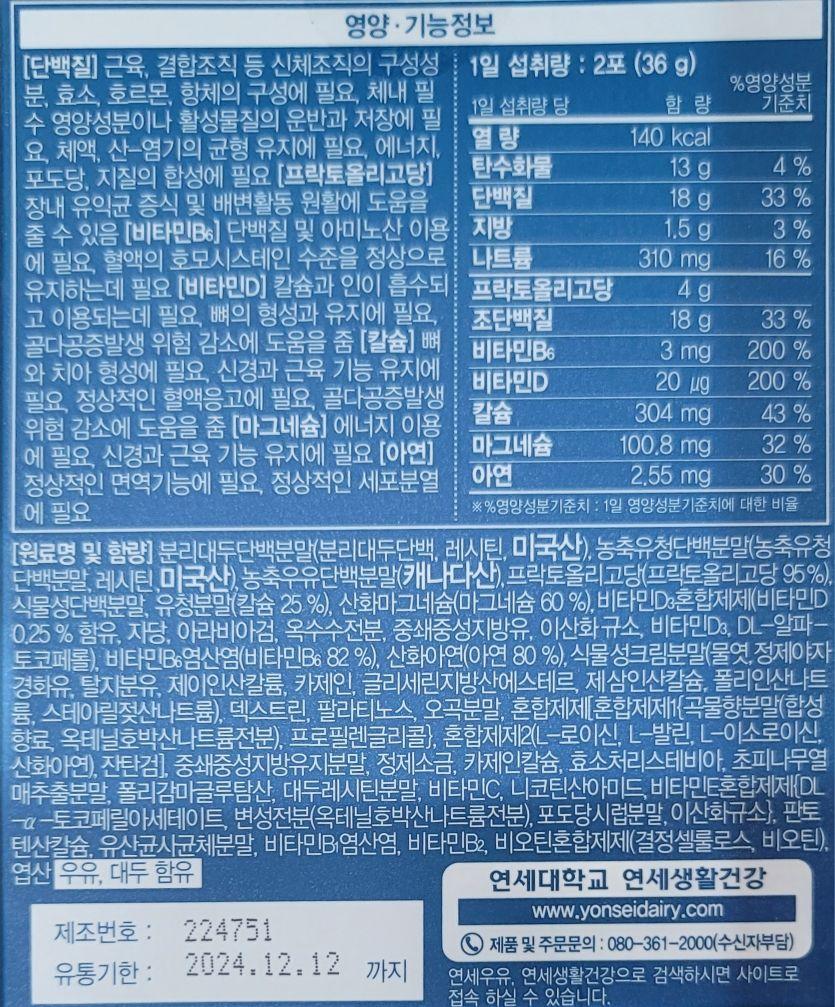 영양·기능정보
[단백질] 근육, 결합조직 등 신체조직의 구성성
분, 효소, 호르몬, 항체의 구성에 필요, 체내 필
수 영양성분이나 활성물질의 운반과 저장에 필
요, 체액, 산-염기의 균형 유지에 필요, 에너지,
포도당, 지질의 합성에 필요 [프락토올리고당]
장내 유익균 증식 및 배변활동 원활에 도움을
줄 수 있음 [비타민B6] 단백질 및 아미노산 이용
에 필요, 혈액의 호모시스테인 수준을 정상으로
유지하는데 필요 [비타민D] 칼슘과 인이 흡수되
고 이용되는데 필요, 뼈의 형성과 유지에 필요,
골다공증발생 위험 감소에 도움을 줌 [칼슘] 뼈
와 치아 형성에 필요, 신경과 근육 기능 유지에
필요, 정상적인 혈액응고에 필요, 골다공증발생
위험 감소에 도움을 줌 [마그네슘] 에너지 이용
에 필요, 신경과 근육 기능 유지에 필요 [아연]
정상적인 면역기능에 필요, 정상적인 세포분열
에 필요
1일 섭취량 : 2포 (36 g)
1일 섭취량 당 함 량 %영양성분 기준치
열 량 140 kcal
탄수화물 13 g 4 %
단백질 18 g 33 %
지방 1.5 g 3 %
나트륨 310 mg 16 %
프락토올리고당 4 g
조단백질 18 g 33 %
비타민B6 3 mg 200 %
비타민D 20 μg 200 %
칼슘 304 mg 43 %
마그네슘 100.8 mg 32 %
아연 2.55 mg 30 %
※%영양성분기준치 : 1일 영양성분기준치에 대한 비율
[원료명 및 함량] 분리대두단백분말(분리대두단백, 레시틴, 미국산), 농축유청단백분말(농축유청
단백분말, 레시틴, 미국산), 농축우유단백분말(캐나다산), 프락토올리고당(프락토올리고당 95%),
식물성단백분말, 유청분말(칼슘 25 %), 산화마그네슘(마그네슘 60 %), 비타민D3혼합제제(비타민D
0.25 % 함유, 자당, 아라비아검, 옥수수전분, 중쇄중성지방유, 이산화규소, 비타민D3, DL-알파-
토코페롤), 비타민B6염산염(비타민B6 82 %), 산화아연(아연 80 %), 식물성크림분말(물엿, 정제야자
경화유, 탈지분유, 제이인산칼륨, 카제인, 글리세린지방산에스테르, 제삼인산칼슘, 폴리인산나트
륨, 스테아릴젖산나트륨), 덱스트린, 팔라티노스, 오곡분말, 혼합제제[혼합제제1{곡물향분말(합성
향료, 옥테닐호박산나트륨전분), 프로필렌글리콜}, 혼합제제2(L-로이신, L-발린, L-이소로이신,
산화아연), 잔탄검], 중쇄중성지방유지분말, 정제소금, 카제인칼슘, 효소처리스테비아, 초피나무열
매추출분말, 폴리감마글루탐산, 대두레시틴분말, 비타민C, 니코틴산아미드, 비타민E혼합제제{DL
-α-토코페릴아세테이트, 변성전분(옥테닐호박산나트륨전분), 포도당시럽분말, 이산화규소}, 판토
텐산칼슘, 유산균사균체분말, 비타민B1염산염, 비타민B2, 비오틴혼합제제(결정셀룰로스, 비오틴),
엽산 우유, 대두 함유
연세대학교 연세생활건강
www.yonseidairy.com
제품 및 주문문의 : 080-361-2000(수신자부담)
연세우유, 연세생활건강으로 검색하시면 사이트로
접속 하실 수 있습니다.
제조번호 : 224751
유통기한 : 2024.12.12 까지